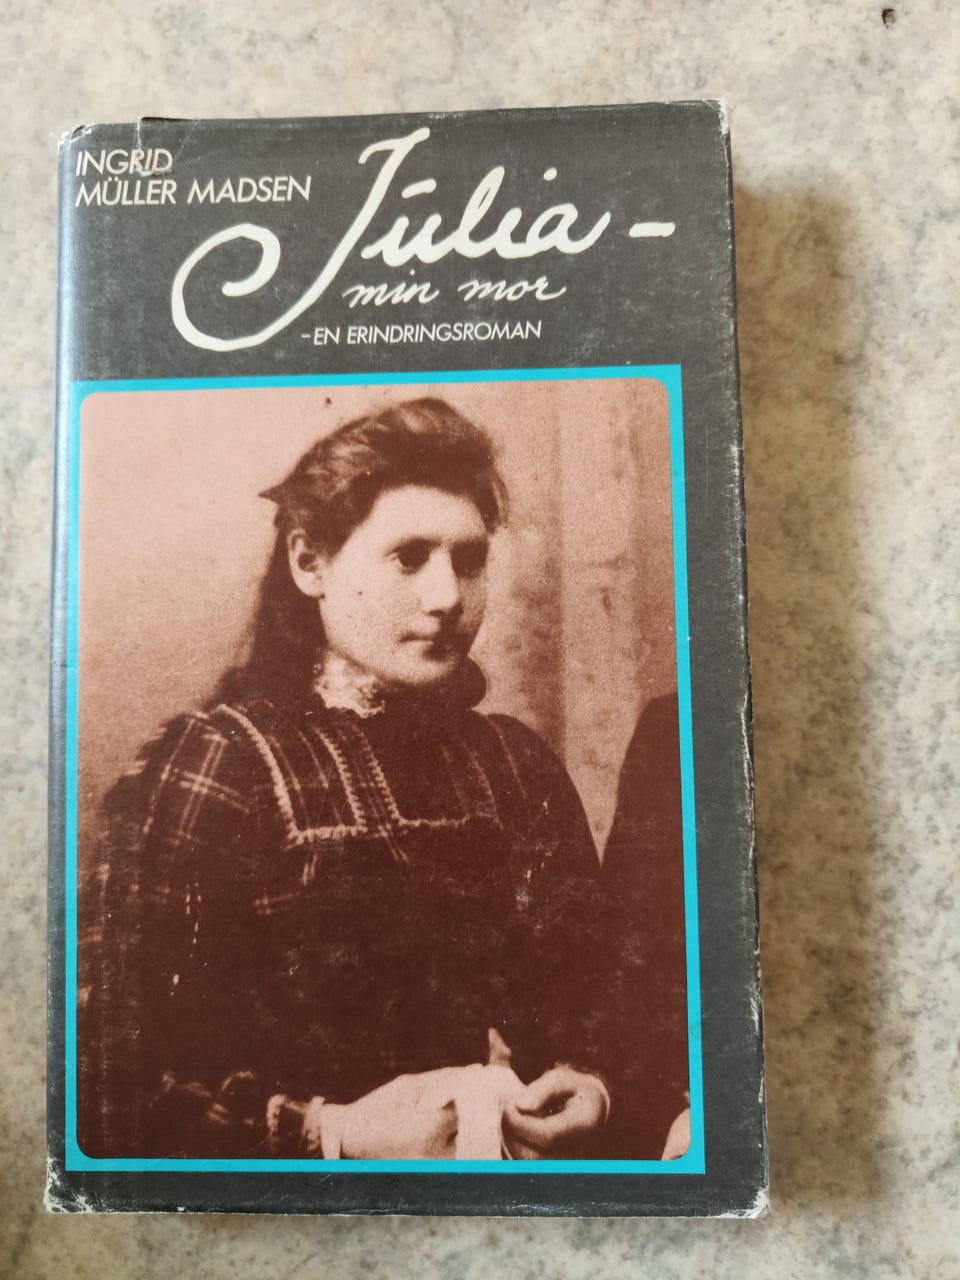 INGRID
MÜLLER MADSEN
Julia –
min mor
–EN ERINDRINGSROMAN